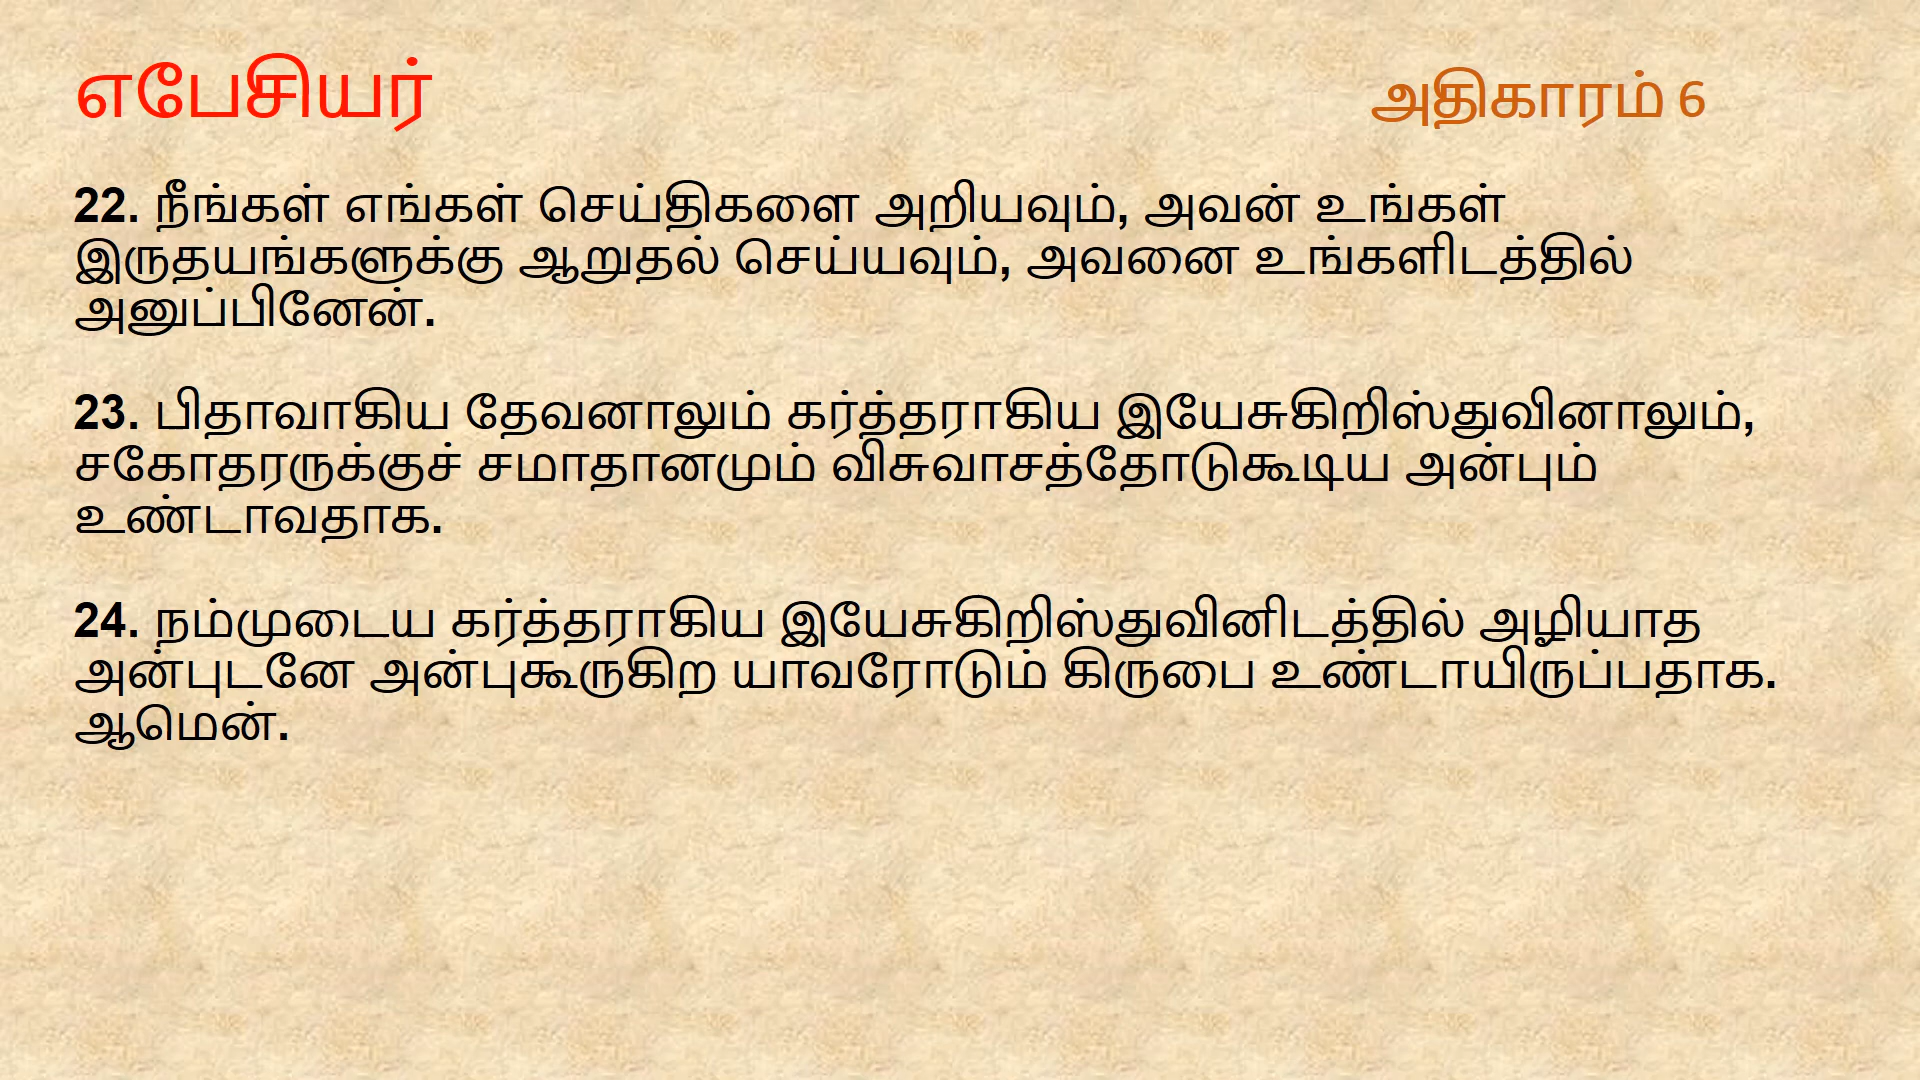 எபேசியர்
அதிகாரம் 6
22. நீங்கள் எங்கள் செய்திகளை அறியவும், அவன் உங்கள்
இருதயங்களுக்கு ஆறுதல் செய்யவும், அவனை உங்களிடத்தில்
அனுப்பினேன்.
23. பிதாவாகிய தேவனாலும் கர்த்தராகிய இயேசுகிறிஸ்துவினாலும்,
சகோதரருக்குச் சமாதானமும் விசுவாசத்தோடுகூடிய அன்பும்
உண்டாவதாக.
24. நம்முடைய கர்த்தராகிய இயேசுகிறிஸ்துவினிடத்தில் அழியாத
அன்புடனே அன்புகூருகிற யாவரோடும் கிருபை உண்டாயிருப்பதாக.
ஆமென்.